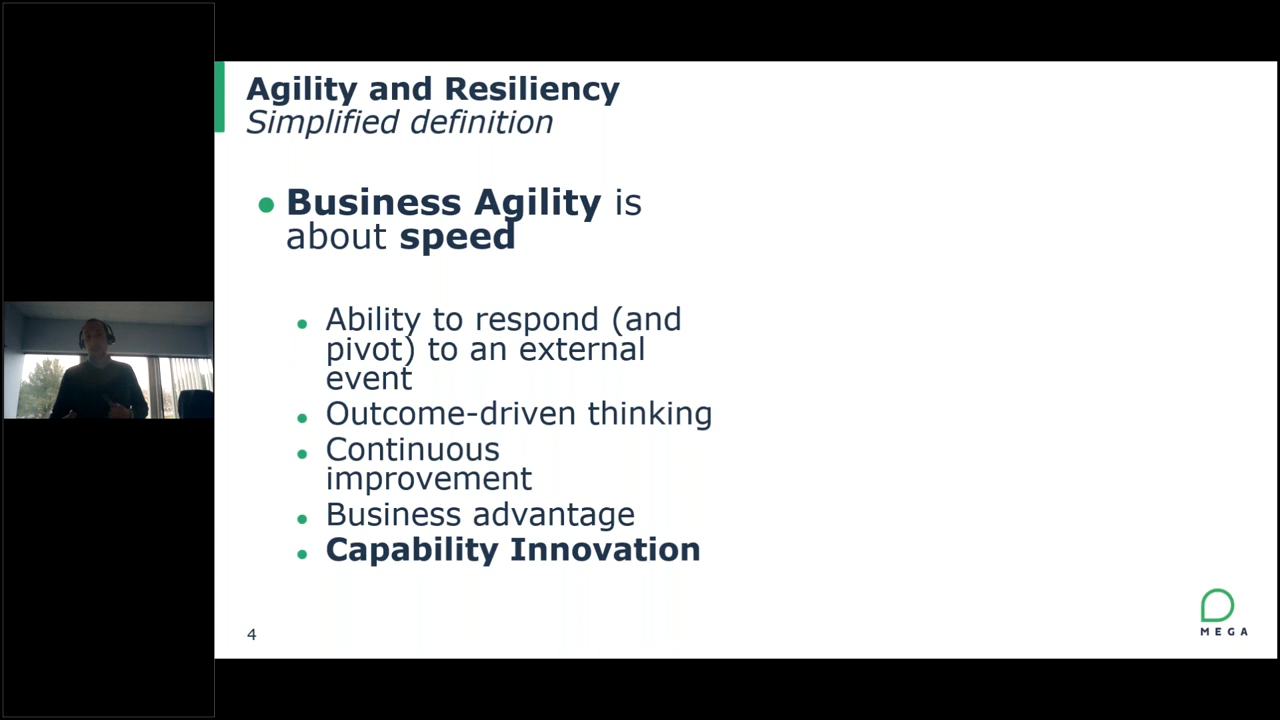 Agility and Resiliency
Simplified definition
Business Agility is
about speed
Ability to respond (and
pivot) to an external
event
Outcome-driven thinking
Continuous
improvement
Business advantage
Capability Innovation
4
MEGA